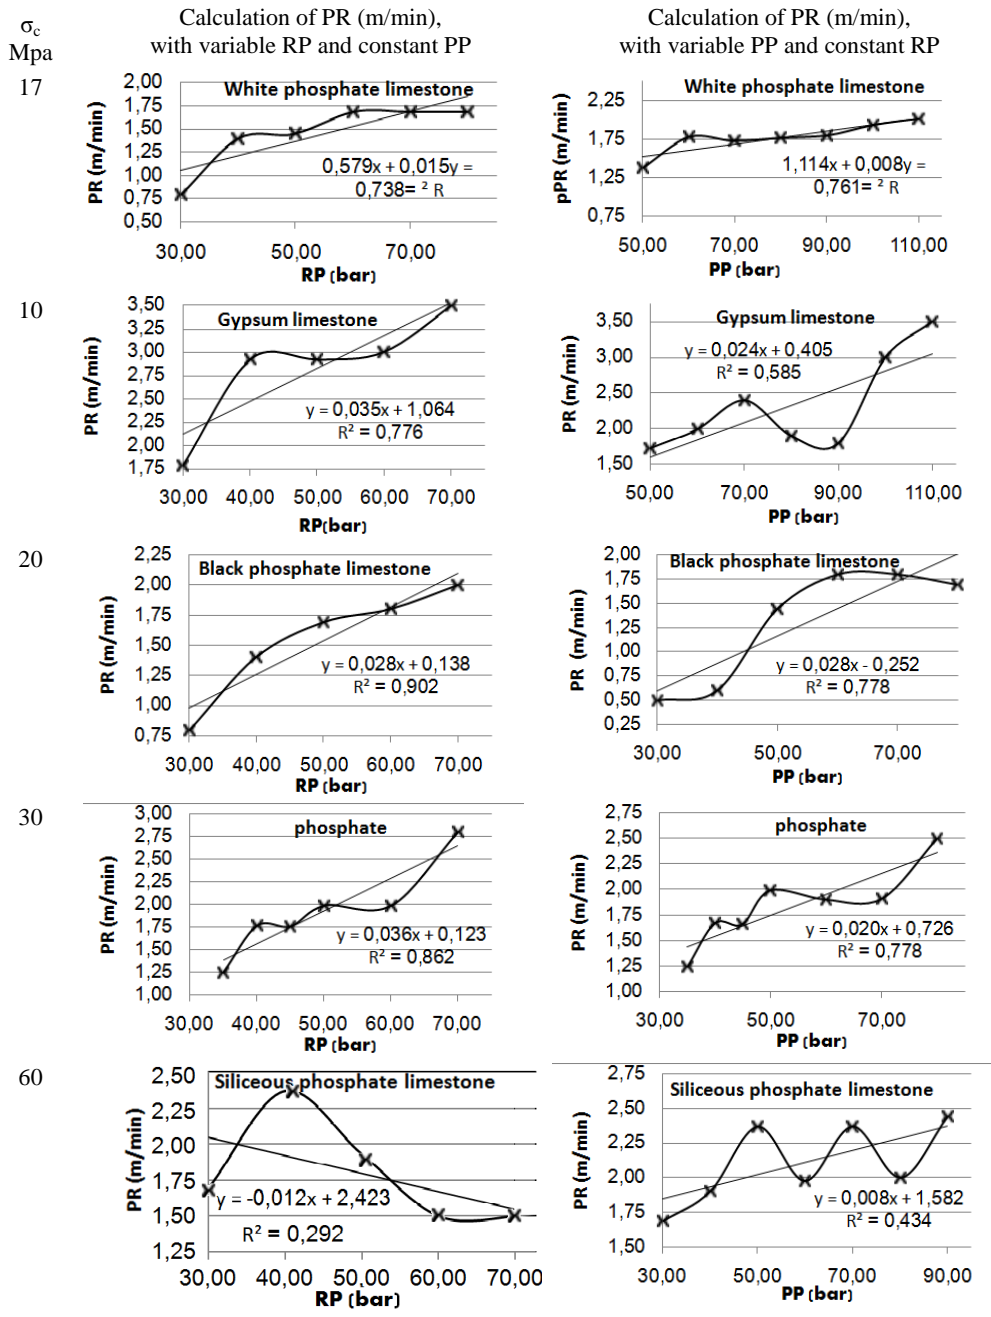 σc
Mpa
Calculation of PR (m/min),
with variable RP and constant PP
Calculation of PR (m/min),
with variable PP and constant RP
17
White phosphate limestone
PR (m/min)
2,00
1,75
1,50
1,25
1,00
0,75
0,50
0,579x + 0,015y =
0,738= ² R
30,00 50,00 70,00
RP (bar)
White phosphate limestone
pPR (m/min)
2,25
1,75
1,25
0,75
1,114x + 0,008y =
0,761= ² R
50,00 70,00 90,00 110,00
PP (bar)
10
Gypsum limestone
PR (m/min)
3,50
3,25
3,00
2,75
2,50
2,25
2,00
1,75
y = 0,035x + 1,064
R² = 0,776
30,00 40,00 50,00 60,00 70,00
RP(bar)
Gypsum limestone
PR (m/min)
3,50
3,00
2,50
2,00
1,50
y = 0,024x + 0,405
R² = 0,585
50,00 70,00 90,00 110,00
PP (bar)
20
Black phosphate limestone
PR (m/min)
2,25
2,00
1,75
1,50
1,25
1,00
0,75
y = 0,028x + 0,138
R² = 0,902
30,00 40,00 50,00 60,00 70,00
RP (bar)
Black phosphate limestone
PR (m/min)
2,00
1,75
1,50
1,25
1,00
0,75
0,50
0,25
y = 0,028x - 0,252
R² = 0,778
30,00 50,00 70,00
PP (bar)
30
phosphate
PR (m/min)
3,00
2,75
2,50
2,25
2,00
1,75
1,50
1,25
1,00
y = 0,036x + 0,123
R² = 0,862
30,00 40,00 50,00 60,00 70,00
RP (bar)
phosphate
PR (m/min)
2,75
2,50
2,25
2,00
1,75
1,50
1,25
1,00
y = 0,020x + 0,726
R² = 0,778
30,00 50,00 70,00
PP (bar)
60
Siliceous phosphate limestone
PR (m/min)
2,50
2,25
2,00
1,75
1,50
1,25
y = -0,012x + 2,423
R² = 0,292
30,00 40,00 50,00 60,00 70,00
RP (bar)
Siliceous phosphate limestone
PR (m/min)
2,75
2,50
2,25
2,00
1,75
1,50
y = 0,008x + 1,582
R² = 0,434
30,00 50,00 70,00 90,00
PP (bar)